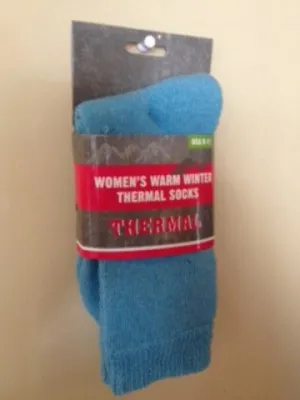 WOMEN'S WARM WINTER
THERMAL SOCKS
THERMAL